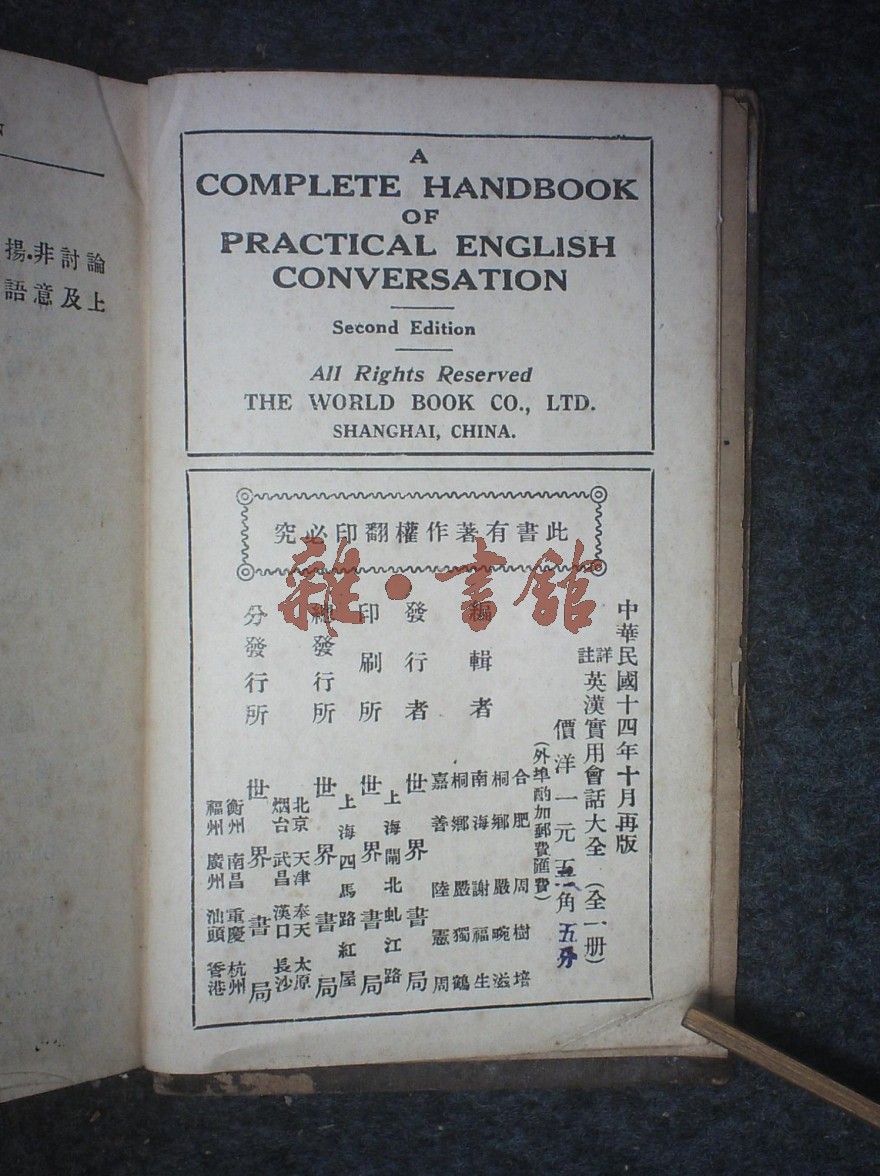 揚.非討論
語意及上
A
COMPLETE HANDBOOK
OF
PRACTICAL ENGLISH
CONVERSATION
Second Edition
All Rights Reserved
THE WORLD BOOK CO., LTD.
SHANGHAI, CHINA.
此書有著作權翻印必究
雜·書館
中華民國十四年十月再版
詳註英漢實用會話大全(全一册)
價洋一元五角五分
(外埠酌加郵費匯費)
編輯者
合肥周樹培
桐鄉嚴畹滋
南海謝福生
桐鄉嚴獨鶴
嘉善陸憲周
發行者 世界書局
上海閘北虬江路
印刷所 世界書局
上海四馬路紅屋
總發行所 世界書局
北京 天津 奉天 太原
烟台 武昌 漢口 長沙
分發行所 世界書局
衡州 南昌 重慶 杭州
福州 廣州 汕頭 香港